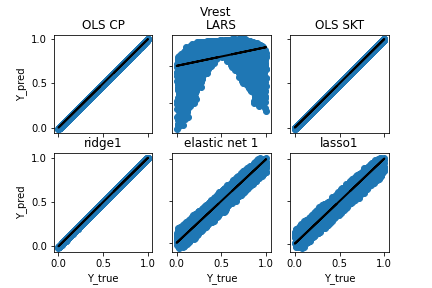 Vrest
OLS CP
LARS
OLS SKT
1.0
0.5
0.0
Y_pred
ridge1
elastic net 1
lasso1
1.0
0.5
0.0
Y_pred
0.0 0.5 1.0
0.0 0.5 1.0
0.0 0.5 1.0
Y_true
Y_true
Y_true